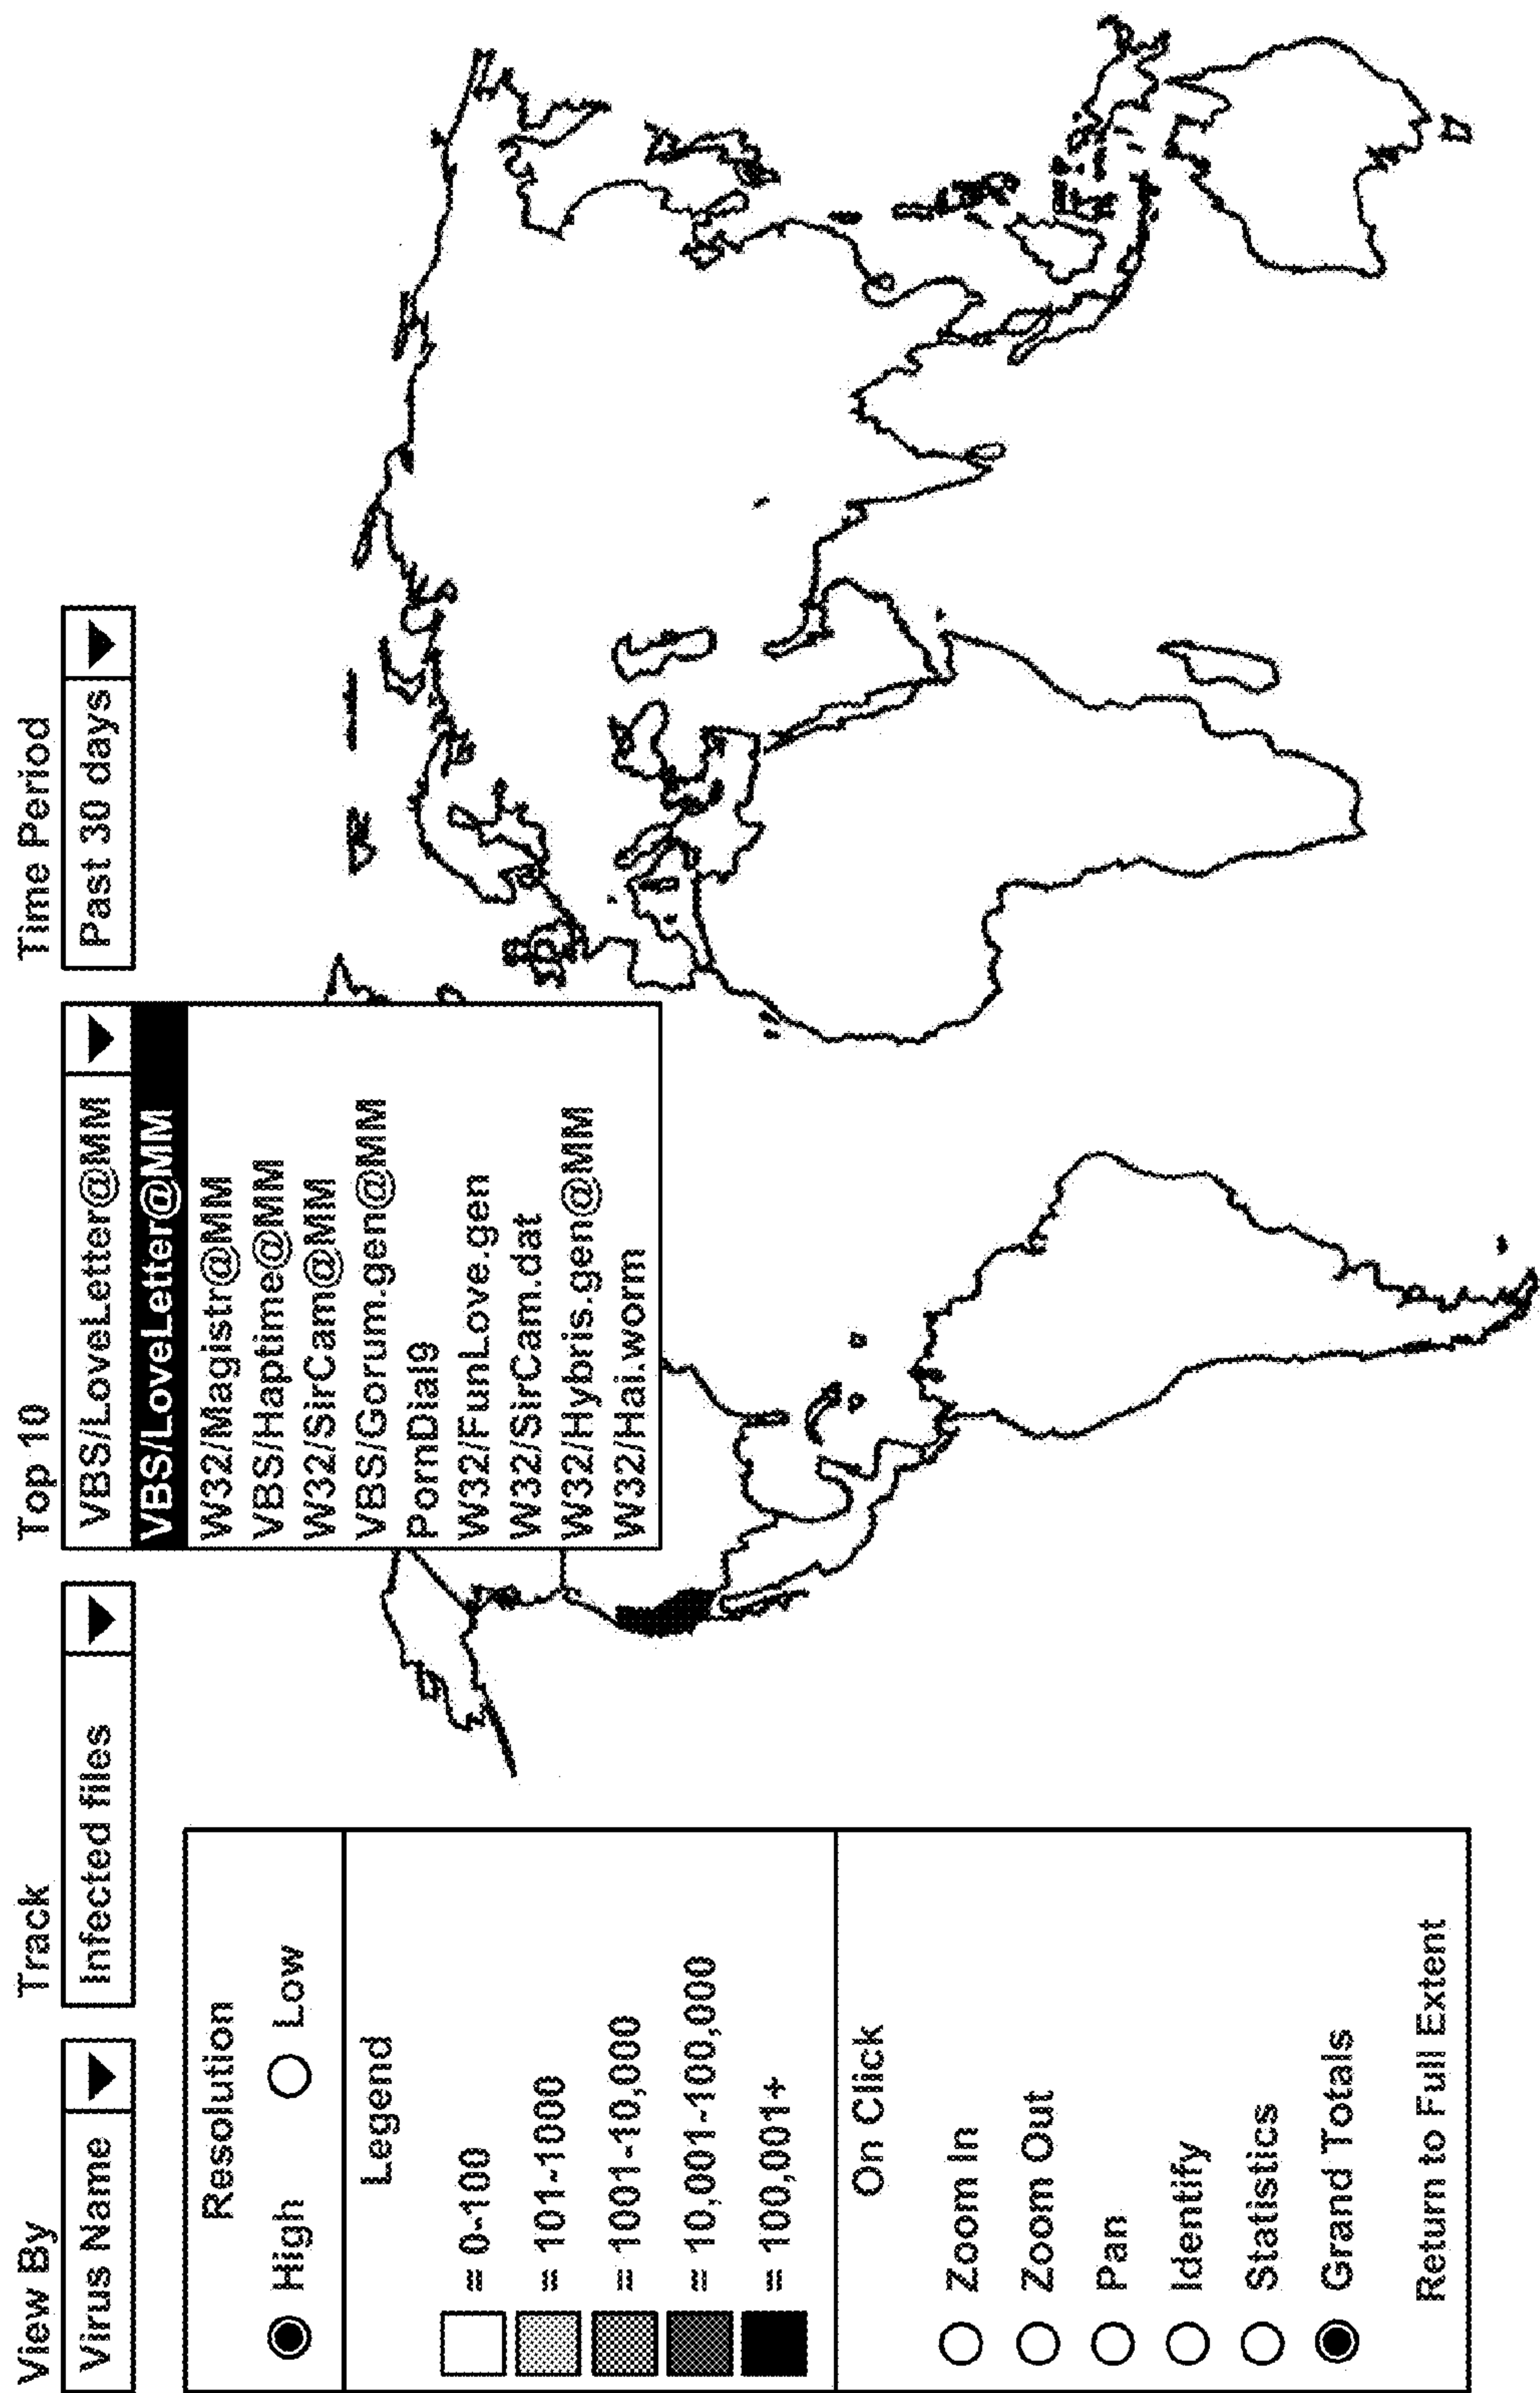 View By
Virus Name
Track
Infected files
Top 10
VBS/LoveLetter@MM
VBS/LoveLetter@MM
W32/Magistr@MM
VBS/Haptime@MM
W32/SirCam@MM
VBS/Gorum.gen@MM
PornDial9
W32/FunLove.gen
W32/SirCam.dat
W32/Hybris.gen@MM
W32/Hai.worm
Time Period
Past 30 days
Resolution
High Low
Legend
= 0-100
= 101-1000
= 1001-10,000
= 10,001-100,000
= 100,001+
On Click
Zoom In
Zoom Out
Pan
Identify
Statistics
Grand Totals
Return to Full Extent